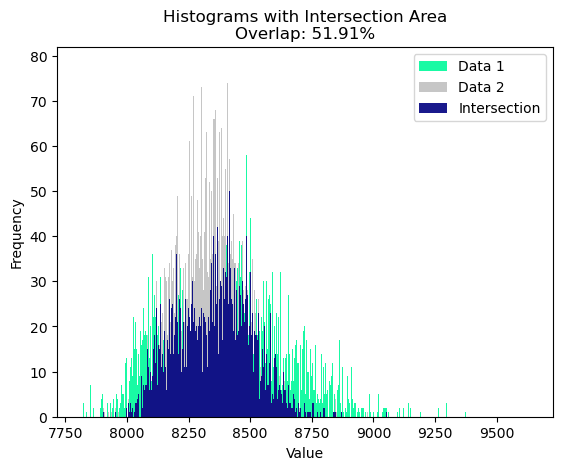 Histograms with Intersection Area
Overlap: 51.91%
Data 1
Data 2
Intersection
Frequency
80
70
60
50
40
30
20
10
0
7750 8000 8250 8500 8750 9000 9250 9500
Value